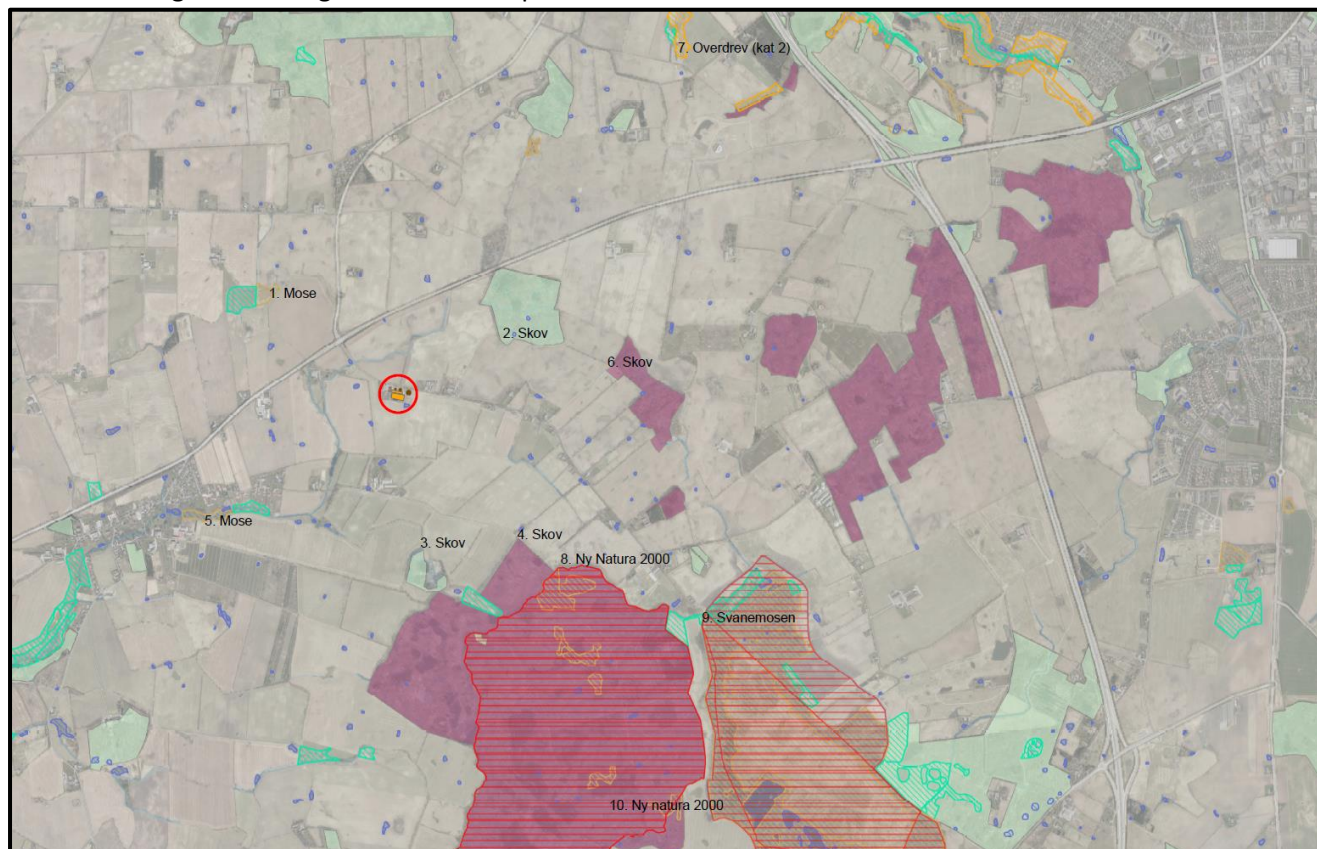 7. Overdrev (kat 2)
1. Mose
2. Skov
6. Skov
5. Mose
4. Skov
3. Skov
8. Ny Natura 2000
9. Svanemosen
10. Ny natura 2000